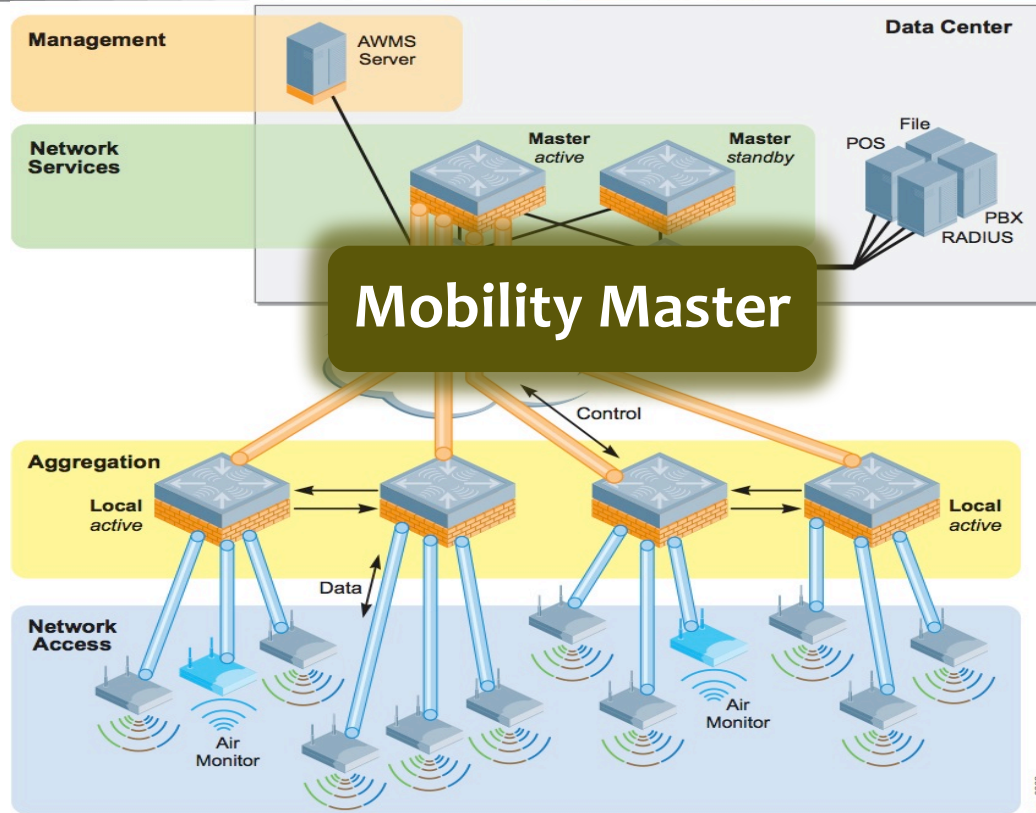 Management
AWMS
Server
Data Center
Network
Services
Master
active
Master
standby
File
POS
PBX
RADIUS
Mobility Master
Control
Aggregation
Local
active
Local
active
Data
Network
Access
Air
Monitor
Air
Monitor